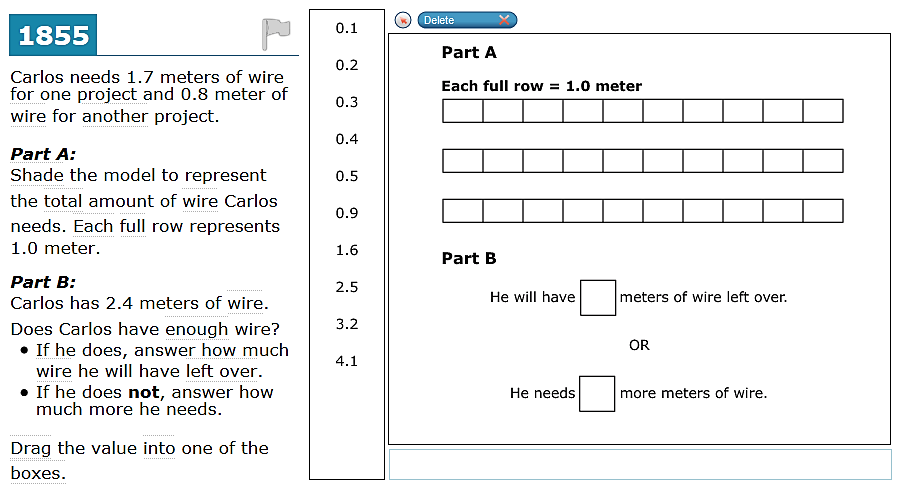 1855
Carlos needs 1.7 meters of wire
for one project and 0.8 meter of
wire for another project.
Part A:
Shade the model to represent
the total amount of wire Carlos
needs. Each full row represents
1.0 meter.
Part B:
Carlos has 2.4 meters of wire.
Does Carlos have enough wire?
• If he does, answer how much
wire he will have left over.
• If he does not, answer how
much more he needs.
Drag the value into one of the
boxes.
0.1
0.2
0.3
0.4
0.5
0.9
1.6
2.5
3.2
4.1
Delete
Part A
Each full row = 1.0 meter
Part B
He will have meters of wire left over.
OR
He needs more meters of wire.